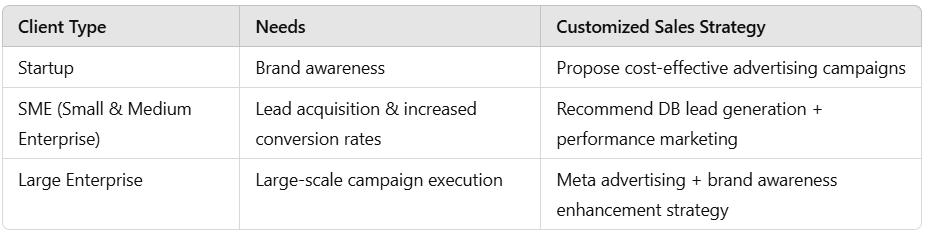 Client Type Needs Customized Sales Strategy
Startup Brand awareness Propose cost-effective advertising campaigns
SME (Small & Medium Lead acquisition & increased Recommend DB lead generation +
Enterprise) conversion rates performance marketing
Large Enterprise Large-scale campaign execution Meta advertising + brand awareness
enhancement strategy